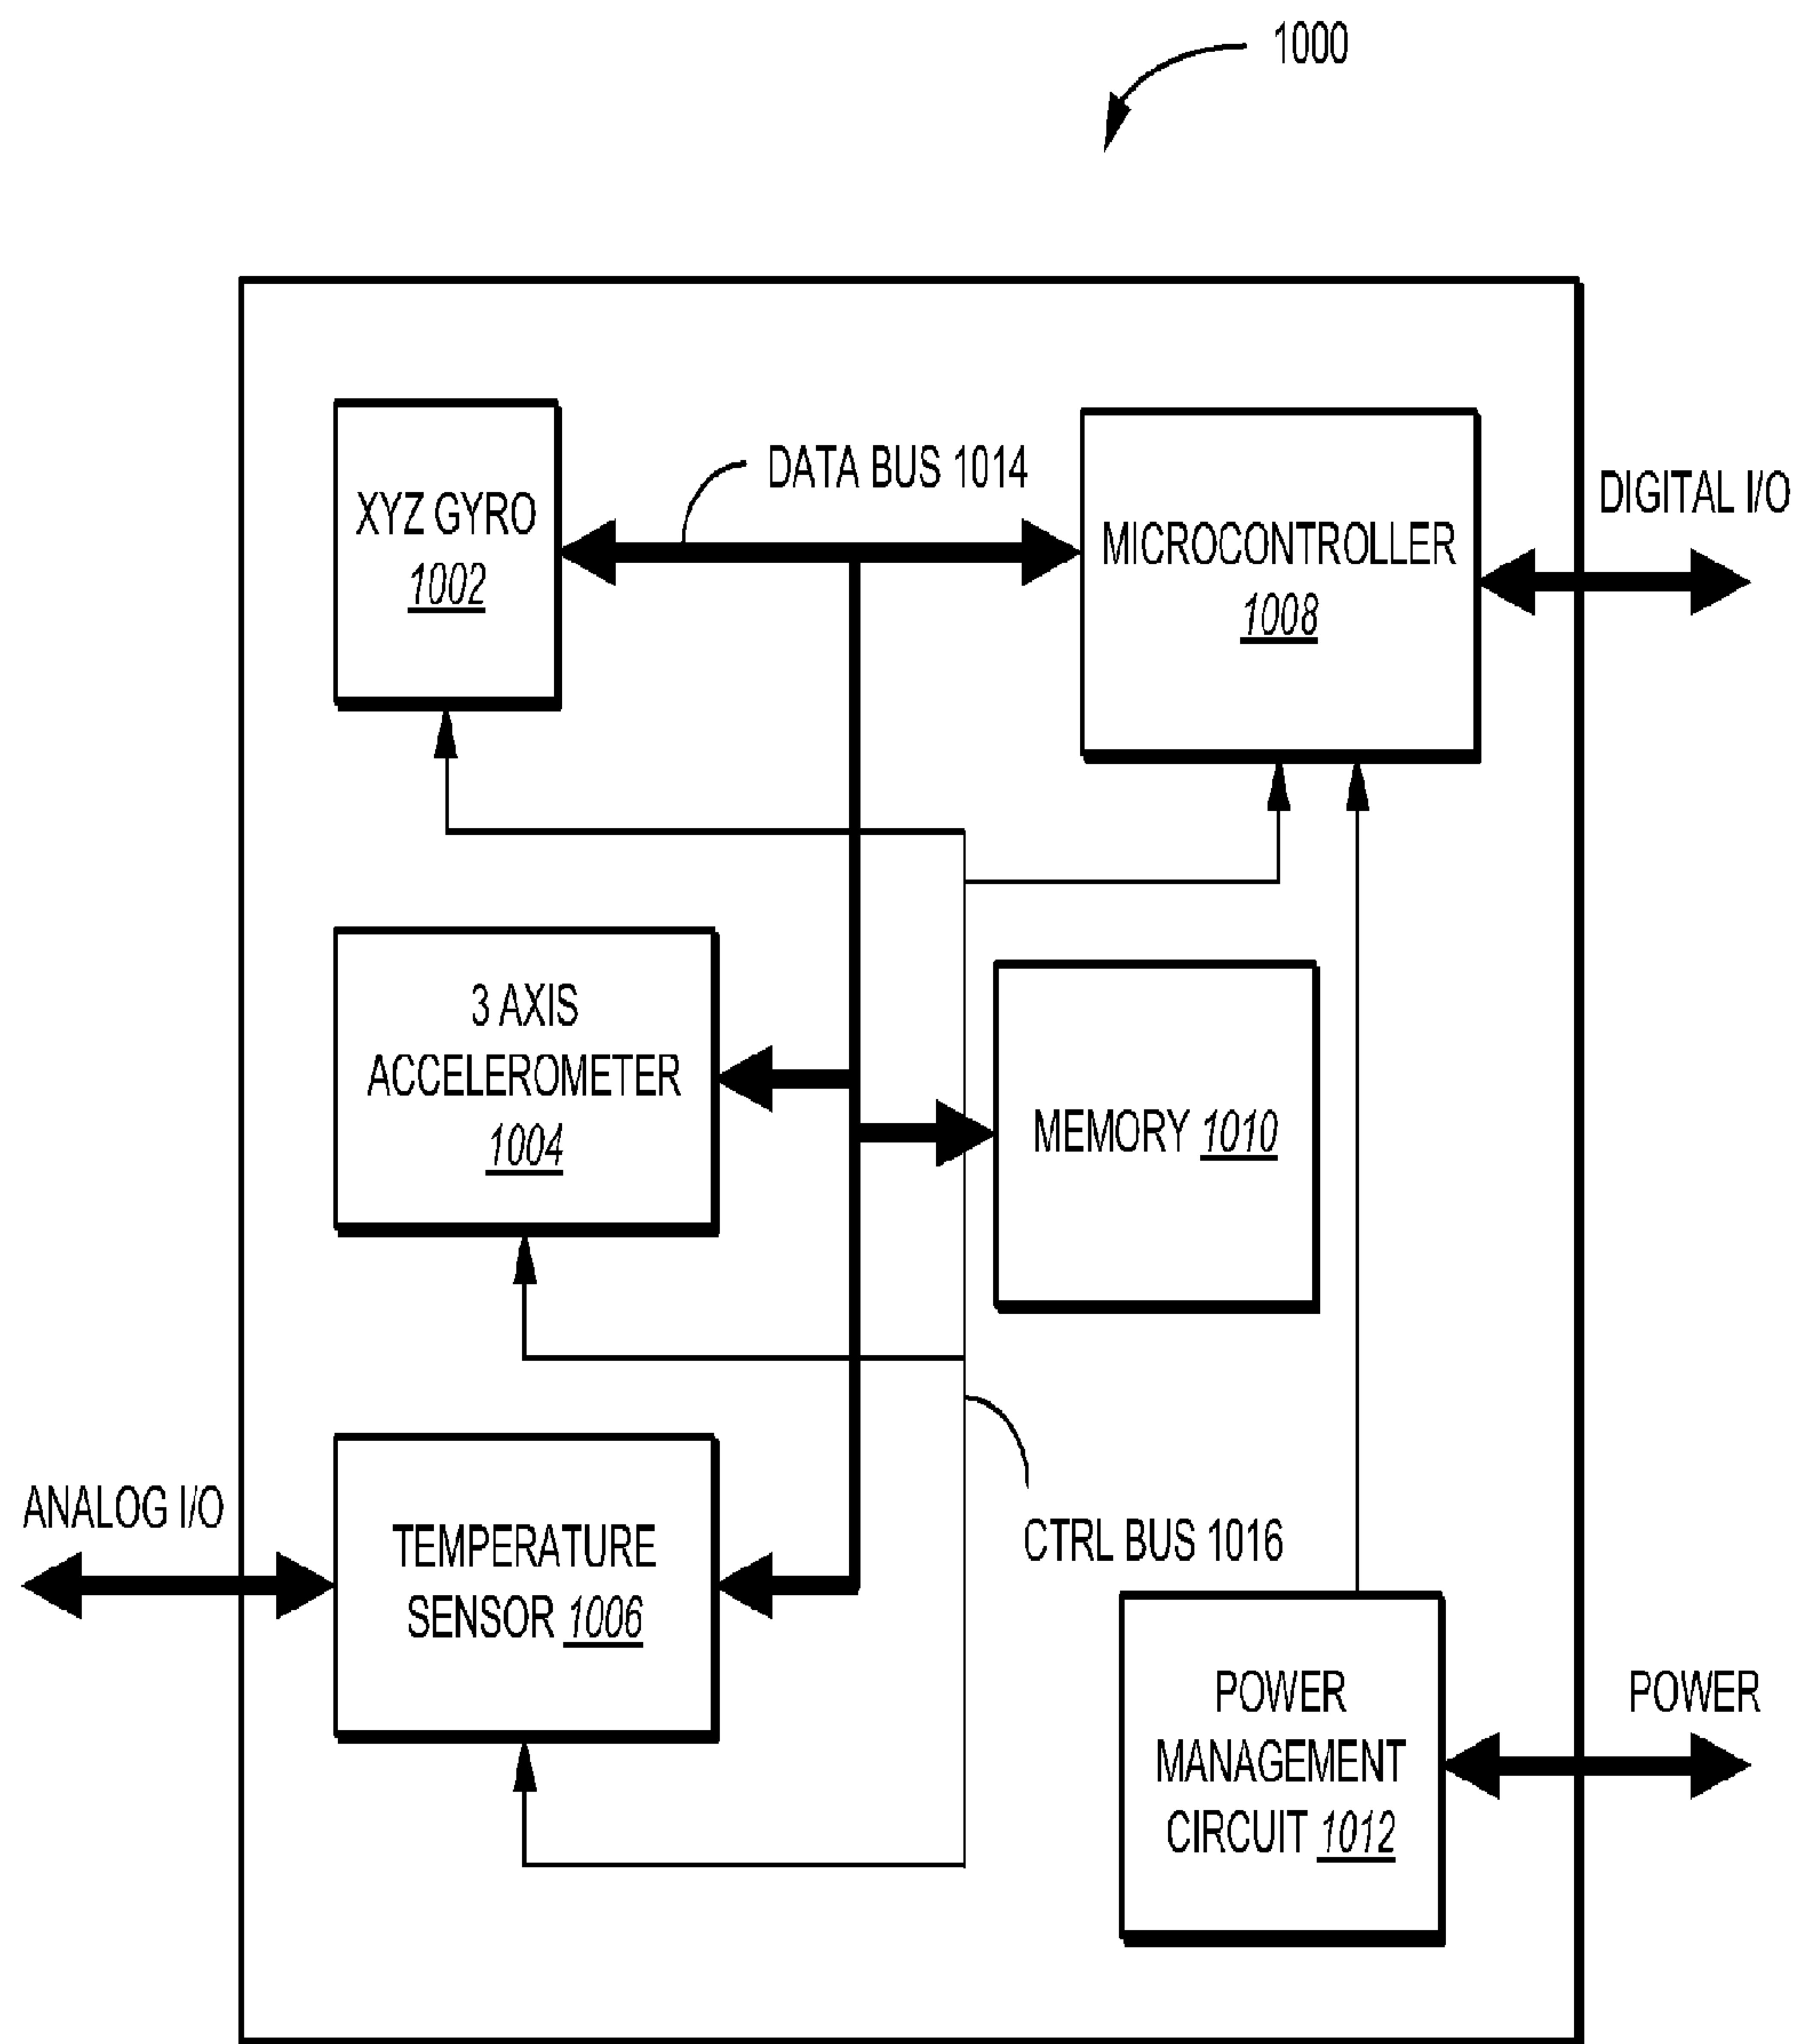 1000
DATA BUS 1014
XYZ GYRO
1002
MICROCONTROLLER
1008
DIGITAL I/O
3 AXIS
ACCELEROMETER
1004
MEMORY 1010
ANALOG I/O
TEMPERATURE
SENSOR 1006
CTRL BUS 1016
POWER
MANAGEMENT
CIRCUIT 1012
POWER